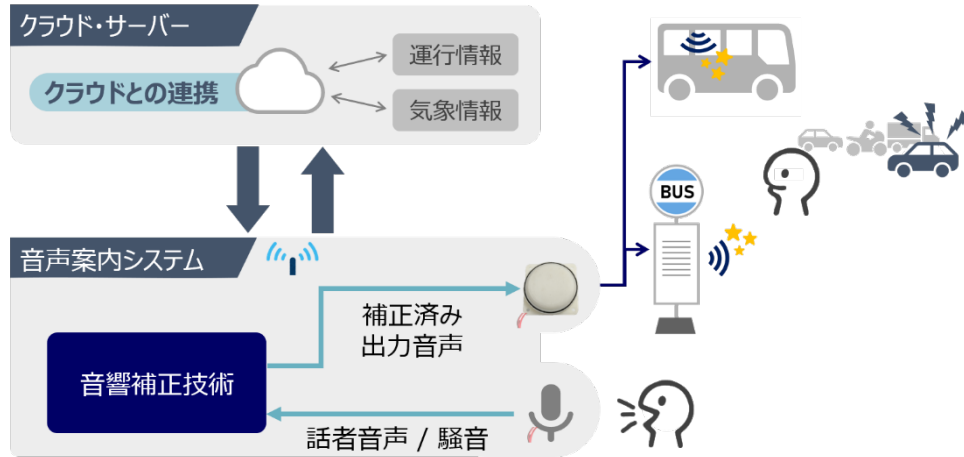 クラウド・サーバー
クラウドとの連携
運行情報
気象情報
BUS
音声案内システム
補正済み
出力音声
音響補正技術
話者音声 / 騒音